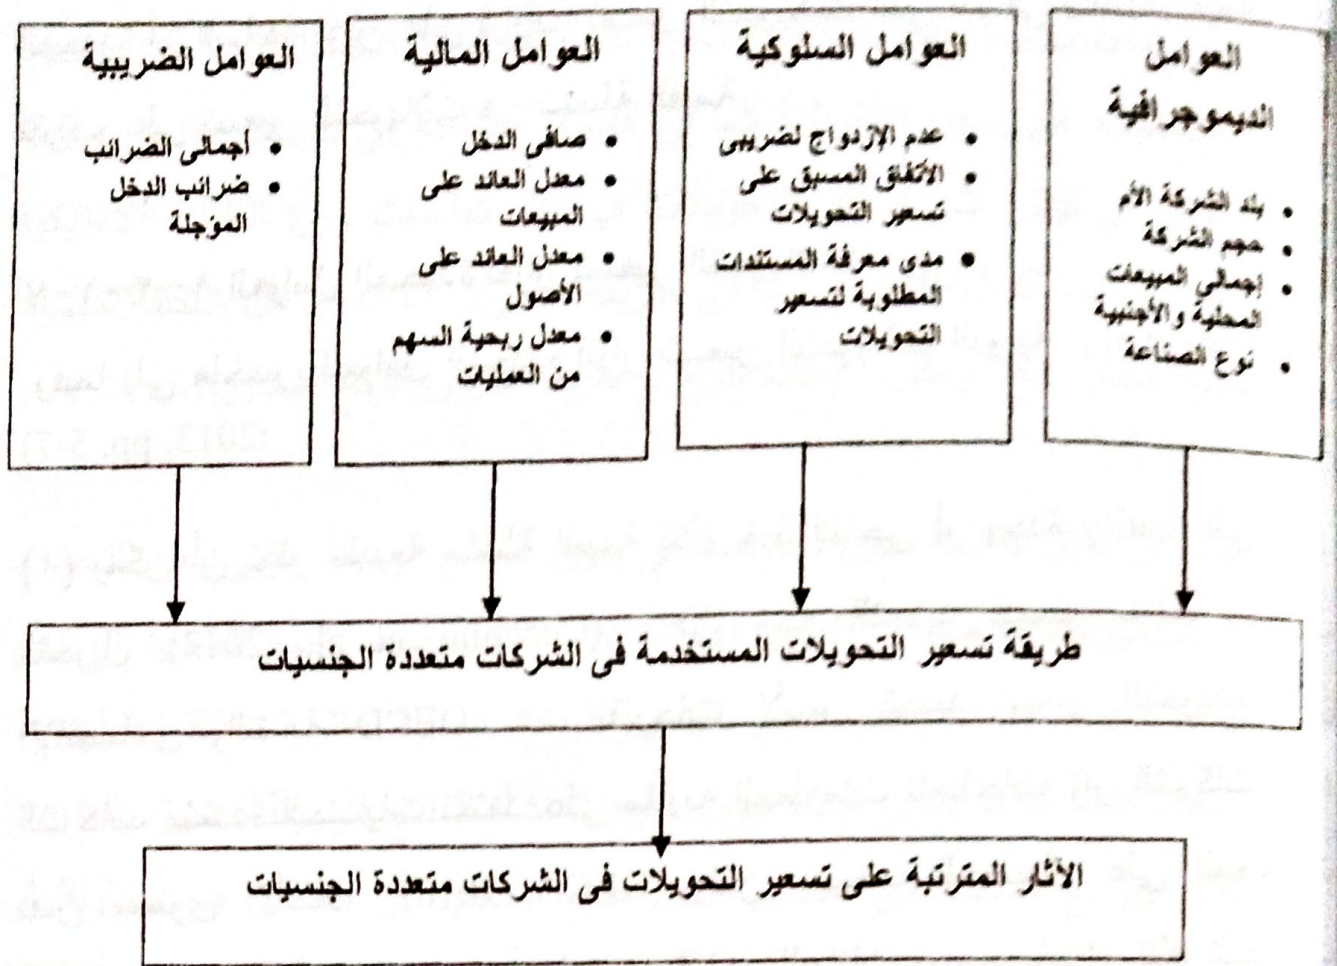 العوامل
الديموجرافية
• بلد الشركة الأم
• حجم الشركة
• إجمالي المبيعات
المحلية والأجنبية
• نوع الصناعة
العوامل السلوكية
• عدم الإزدواج لضريبى
• الأتفاق المسبق على
تسعير التحويلات
• مدى معرفة المستندات
المطلوبة لتسعير
التحويلات
العوامل المالية
• صافى الدخل
• معدل العائد على
المبيعات
• معدل العائد على
الأصول
• معدل ربحية السهم
من العمليات
العوامل الضريبية
• أجمالى الضرائب
• ضرائب الدخل
المؤجلة
طريقة تسعير التحويلات المستخدمة فى الشركات متعددة الجنسيات
الأثار المترتبة على تسعير التحويلات فى الشركات متعددة الجنسيات